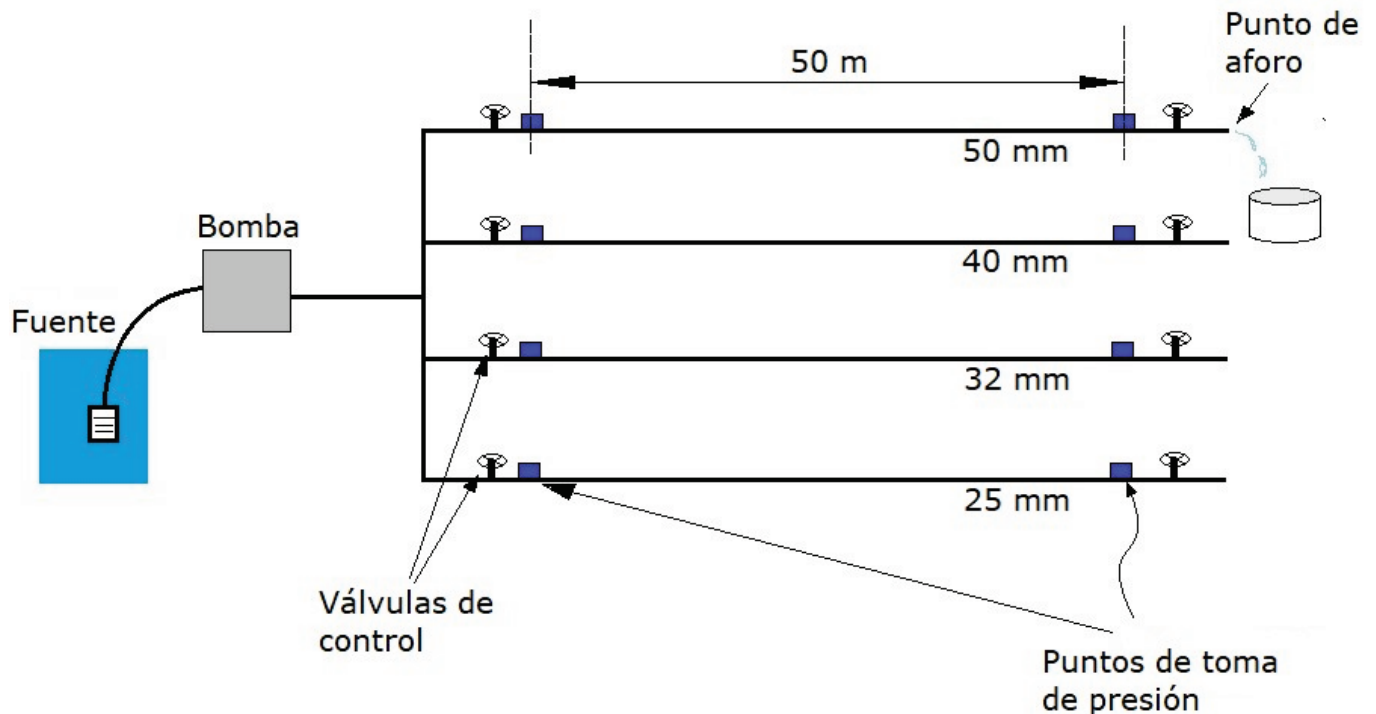 Punto de
aforo
50 m
50 mm
Bomba
40 mm
Fuente
32 mm
25 mm
Válvulas de
control
Puntos de toma
de presión